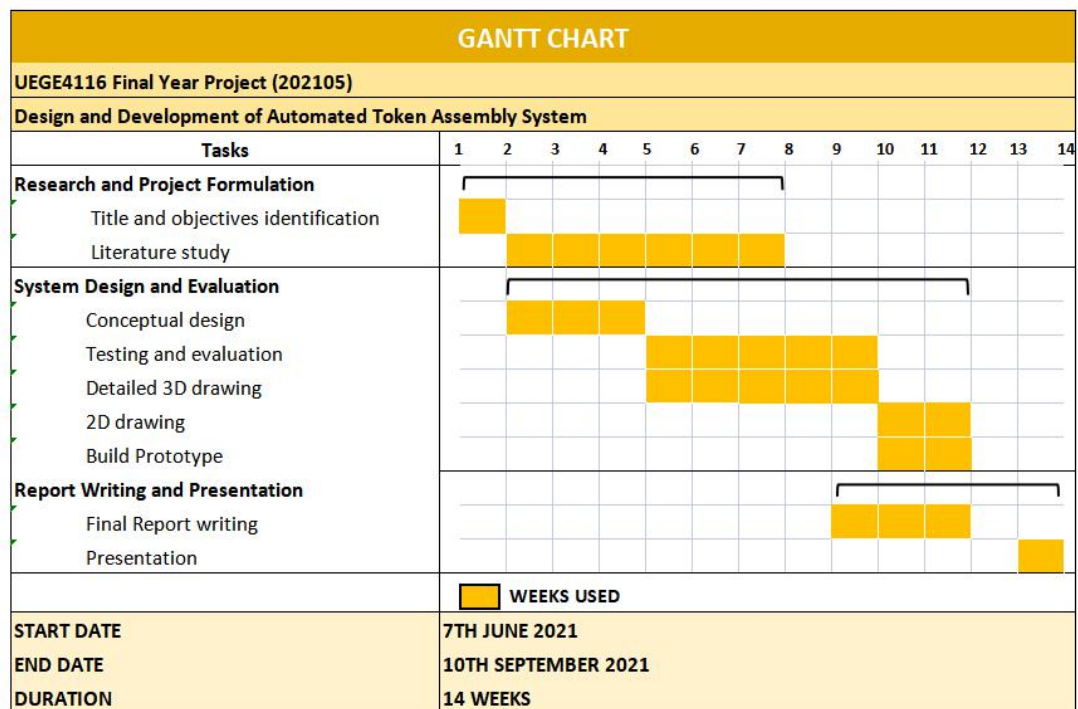 GANTT CHART
UEGE4116 Final Year Project (202105)
Design and Development of Automated Token Assembly System
Tasks 1 2 3 4 5 6 7 8 9 10 11 12 13 14
Research and Project Formulation
Title and objectives identification
Literature study
System Design and Evaluation
Conceptual design
Testing and evaluation
Detailed 3D drawing
2D drawing
Build Prototype
Report Writing and Presentation
Final Report writing
Presentation
WEEKS USED
START DATE 7TH JUNE 2021
END DATE 10TH SEPTEMBER 2021
DURATION 14 WEEKS